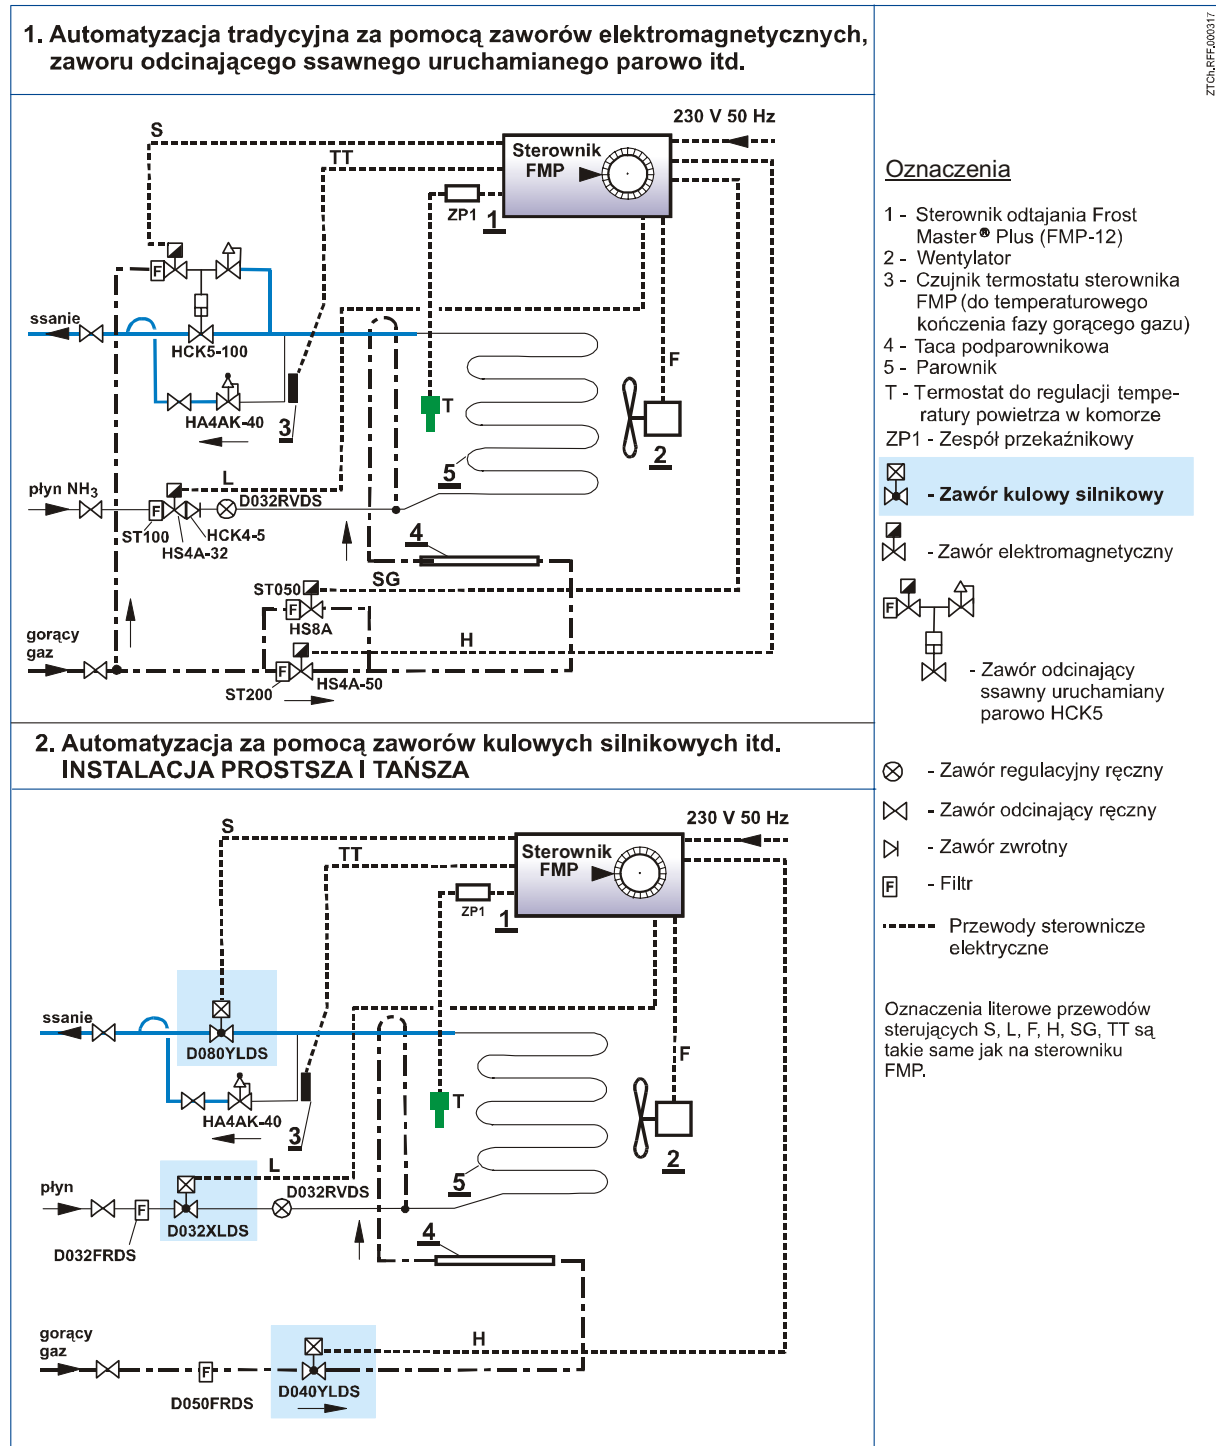 ZTCh.RFF.000317
1. Automatyzacja tradycyjna za pomocą zaworów elektromagnetycznych,
zaworu odcinającego ssawnego uruchamianego parowo itd.
230 V 50 Hz
S
TT
Sterownik
FMP
ZP1
1
ssanie
HCK5-100
HA4AK-40
3
T
F
2
5
L
płyn NH3
D032RVDS
ST100
HCK4-5
HS4A-32
4
SG
ST050
HS8A
H
gorący
gaz
ST200
HS4A-50
2. Automatyzacja za pomocą zaworów kulowych silnikowych itd.
INSTALACJA PROSTSZA I TAŃSZA
230 V 50 Hz
S
TT
Sterownik
FMP
ZP1
1
ssanie
D080YLDS
HA4AK-40
3
T
F
2
5
L
płyn
D032RVDS
D032XLDS
D032FRDS
4
gorący
gaz
H
D050FRDS
D040YLDS
Oznaczenia
1 - Sterownik odtajania Frost
Master® Plus (FMP-12)
2 - Wentylator
3 - Czujnik termostatu sterownika
FMP (do temperaturowego
kończenia fazy gorącego gazu)
4 - Taca podparownikowa
5 - Parownik
T - Termostat do regulacji tempe-
ratury powietrza w komorze
ZP1 - Zespół przekaźnikowy
- Zawór kulowy silnikowy
- Zawór elektromagnetyczny
F
- Zawór odcinający
ssawny uruchamiany
parowo HCK5
- Zawór regulacyjny ręczny
- Zawór odcinający ręczny
- Zawór zwrotny
F - Filtr
Przewody sterownicze
elektryczne
Oznaczenia literowe przewodów
sterujących S, L, F, H, SG, TT są
takie same jak na sterowniku
FMP.